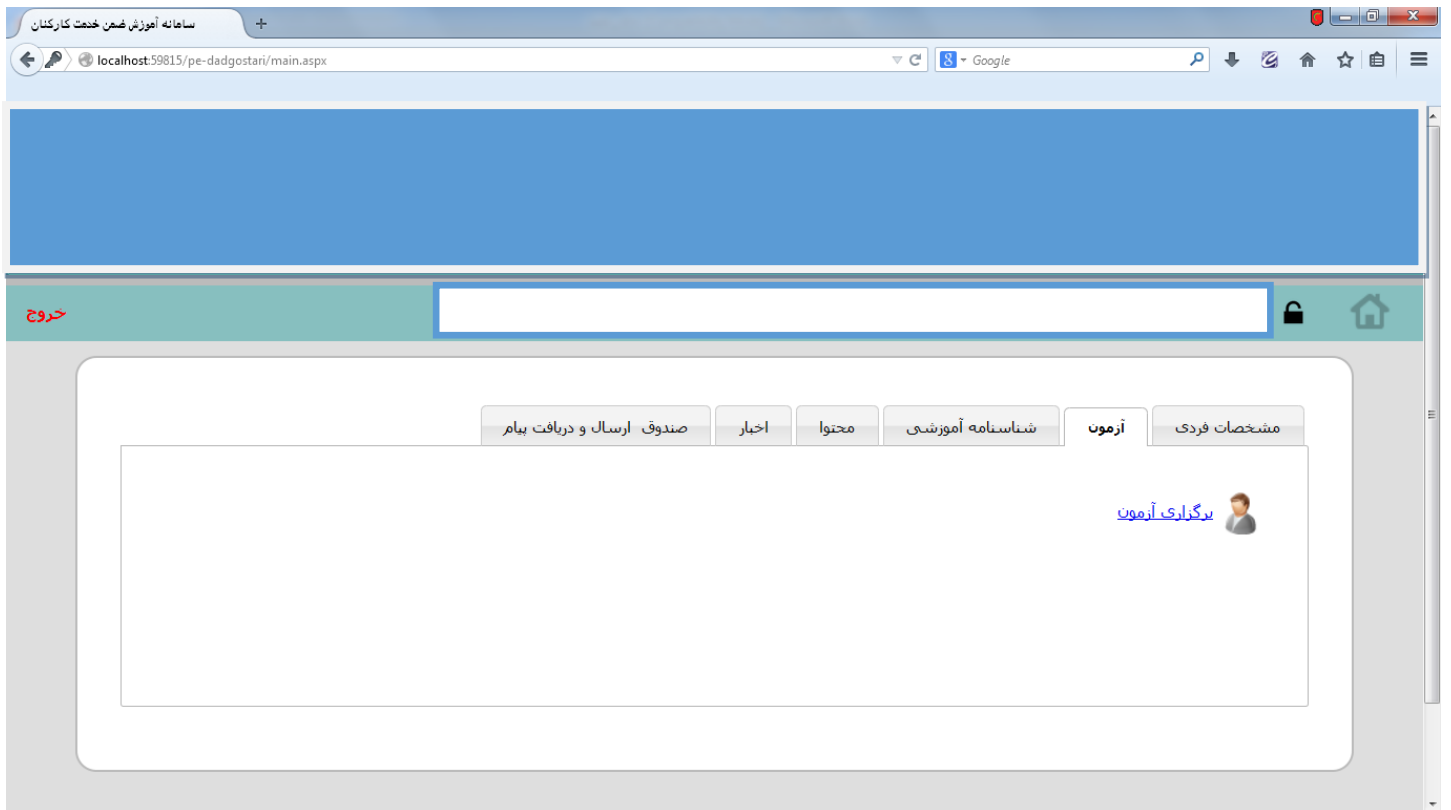 سامانه آموزش ضمن خدمت کارکنان
localhost:59815/pe-dadgostari/main.aspx
8 Google
خروج
مشخصات فردی
آزمون
شناسنامه آموزشی
محتوا
اخبار
صندوق ارسال و دریافت پیام
برگزاری آزمون